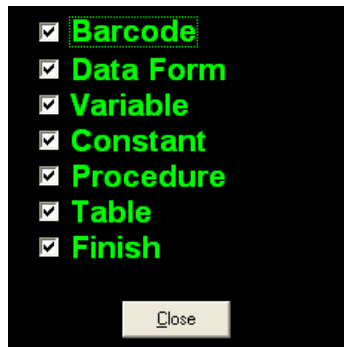 Barcode
Data Form
Variable
Constant
Procedure
Table
Finish
Close